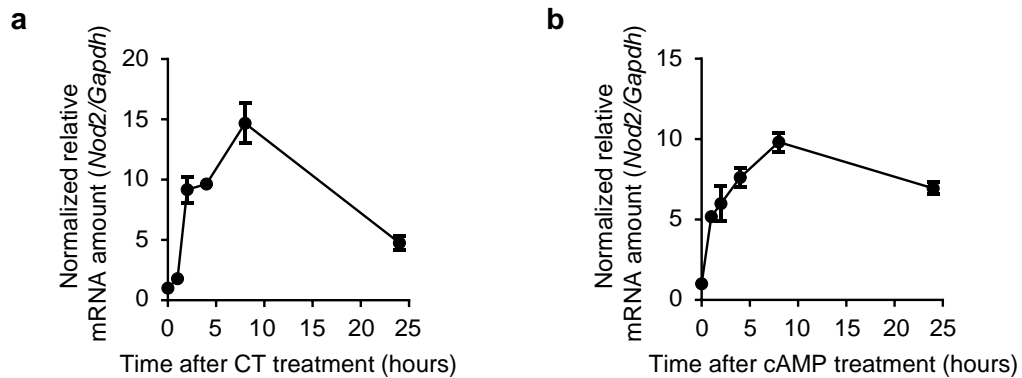 a
Normalized relative
mRNA amount (Nod2/Gapdh)
20
15
10
5
0
0 5 10 15 20 25
Time after CT treatment (hours)
b
Normalized relative
mRNA amount (Nod2/Gapdh)
15
10
5
0
0 5 10 15 20 25
Time after cAMP treatment (hours)